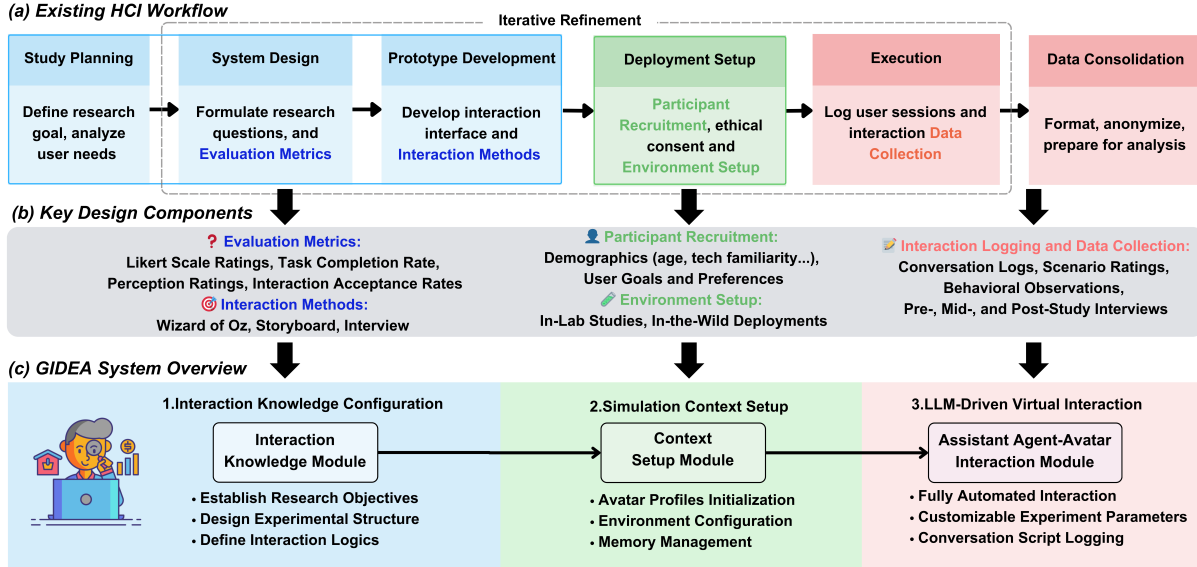 (a) Existing HCI Workflow
Iterative Refinement
Study Planning
Define research
goal, analyze
user needs
System Design
Formulate research
questions, and
Evaluation Metrics
Prototype Development
Develop interaction
interface and
Interaction Methods
Deployment Setup
Participant
Recruitment, ethical
consent and
Environment Setup
Execution
Log user sessions and
interaction Data
Collection
Data Consolidation
Format, anonymize,
prepare for analysis
(b) Key Design Components
Evaluation Metrics:
Likert Scale Ratings, Task Completion Rate,
Perception Ratings, Interaction Acceptance Rates
Interaction Methods:
Wizard of Oz, Storyboard, Interview
Participant Recruitment:
Demographics (age, tech familiarity...),
User Goals and Preferences
Environment Setup:
In-Lab Studies, In-the-Wild Deployments
Interaction Logging and Data Collection:
Conversation Logs, Scenario Ratings,
Behavioral Observations,
Pre-, Mid-, and Post-Study Interviews
(c) GIDEA System Overview
1.Interaction Knowledge Configuration
Interaction
Knowledge Module
• Establish Research Objectives
• Design Experimental Structure
• Define Interaction Logics
2.Simulation Context Setup
Context
Setup Module
• Avatar Profiles Initialization
• Environment Configuration
• Memory Management
3.LLM-Driven Virtual Interaction
Assistant Agent-Avatar
Interaction Module
• Fully Automated Interaction
• Customizable Experiment Parameters
• Conversation Script Logging